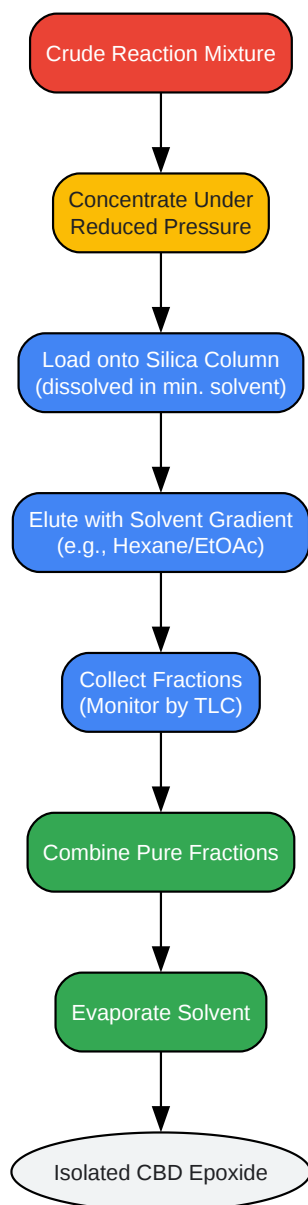 Crude Reaction Mixture
Concentrate Under
Reduced Pressure
Load onto Silica Column
(dissolved in min. solvent)
Elute with Solvent Gradient
(e.g., Hexane/EtOAc)
Collect Fractions
(Monitor by TLC)
Combine Pure Fractions
Evaporate Solvent
Isolated CBD Epoxide